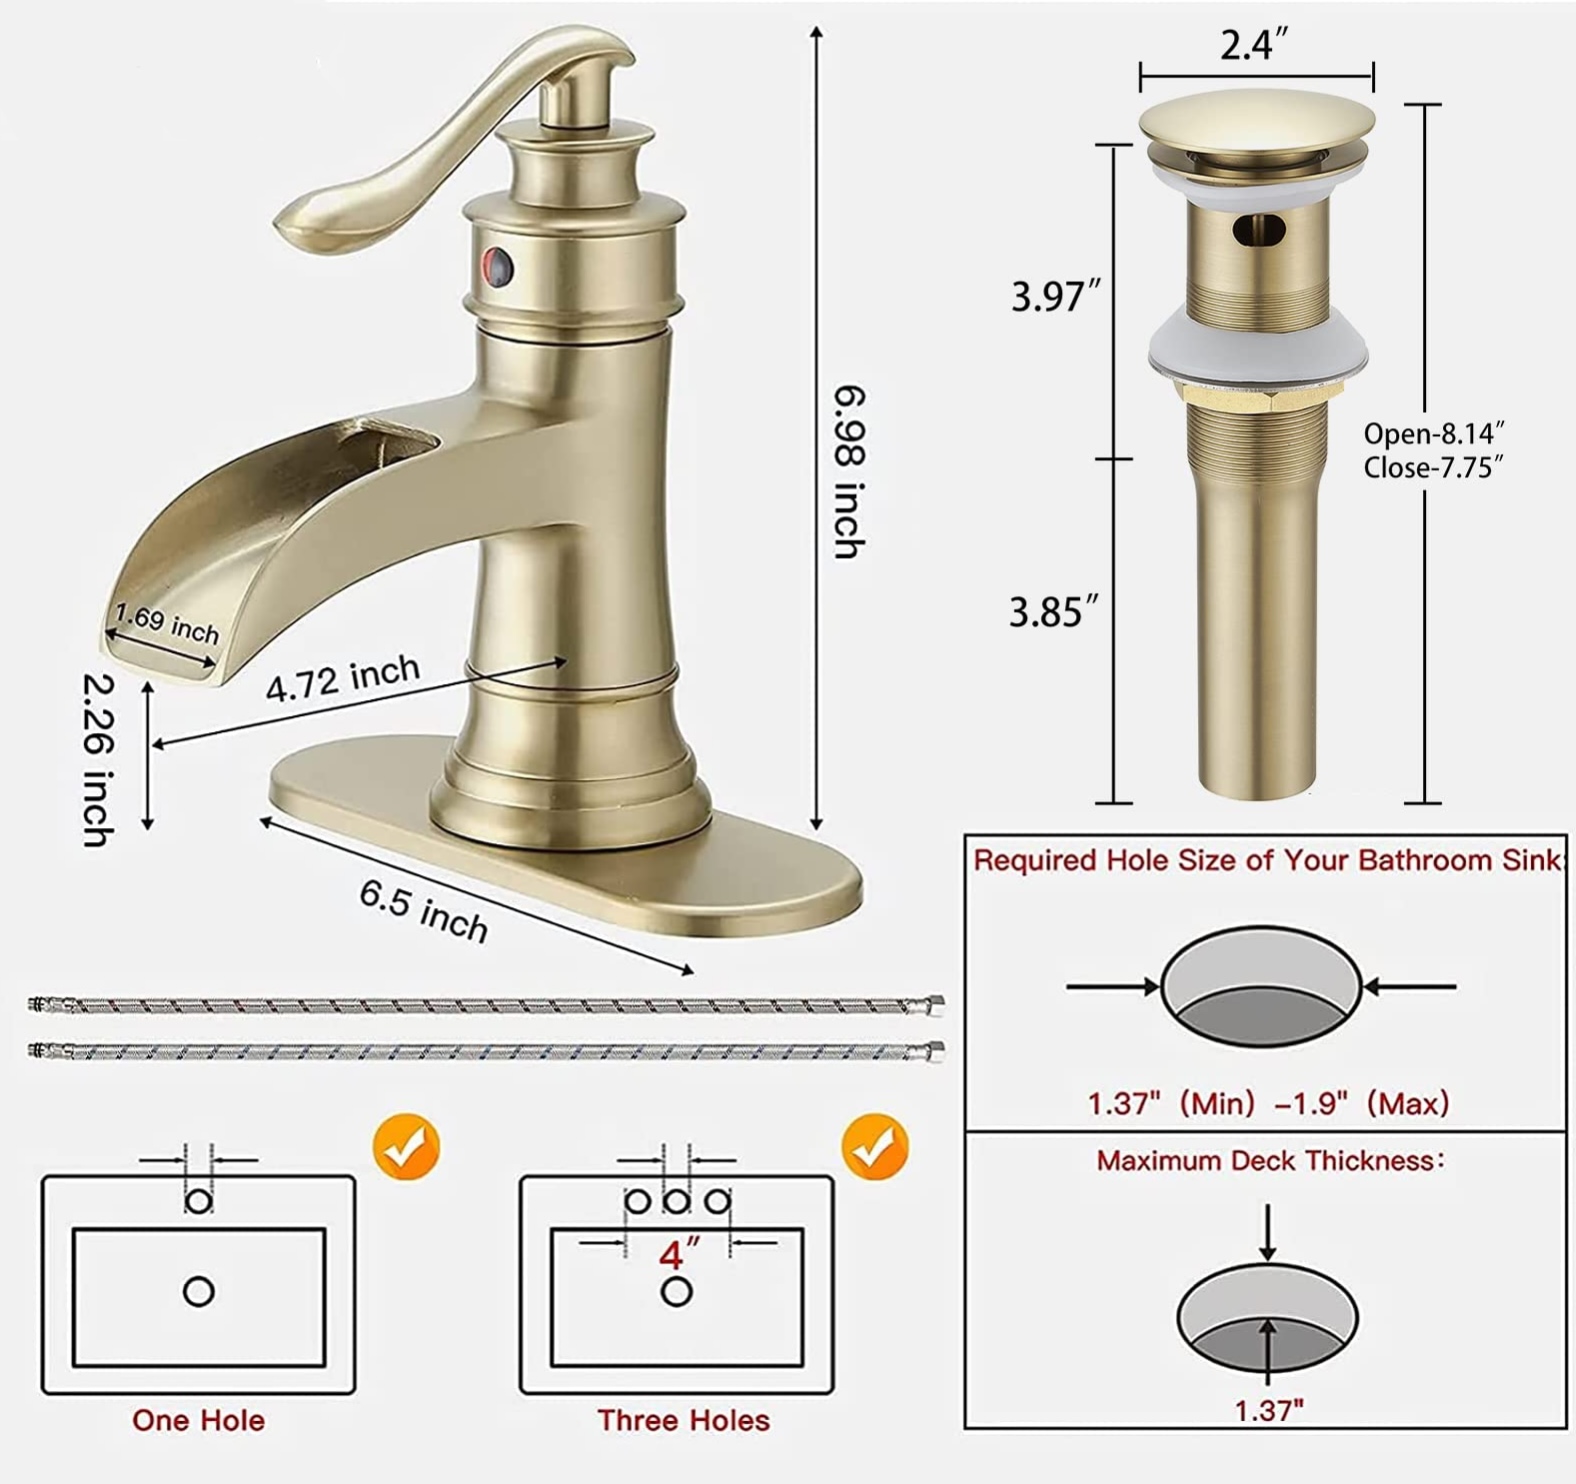 2.4"
3.97"
6.98 inch
Open-8.14"
Close-7.75"
1.69 inch
4.72 inch
3.85"
2.26 inch
6.5 inch
Required Hole Size of Your Bathroom Sink:
1.37" (Min) -1.9" (Max)
Maximum Deck Thickness:
4"
1.37"
One Hole
Three Holes